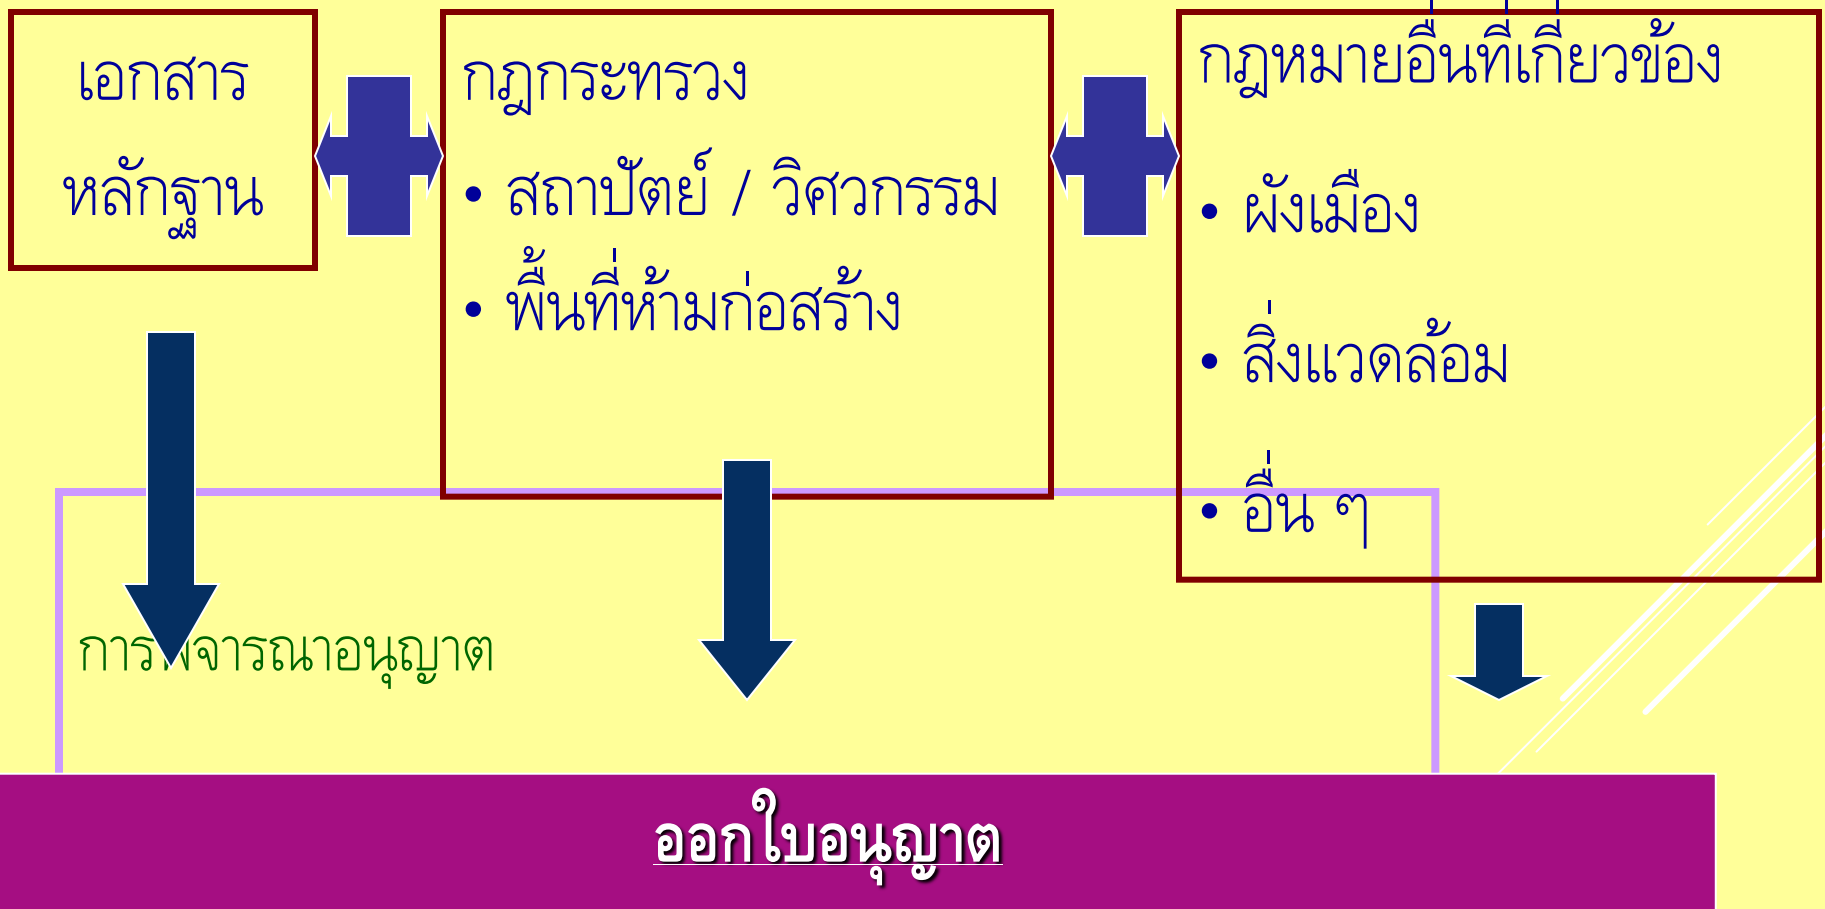 เอกสาร
หลักฐาน
กฎกระทรวง
• สถาปัตย์ / วิศวกรรม
• พื้นที่ห้ามก่อสร้าง
กฎหมายอื่นที่เกี่ยวข้อง
• ผังเมือง
• สิ่งแวดล้อม
• อื่น ๆ
การพิจารณาอนุญาต
ออกใบอนุญาต